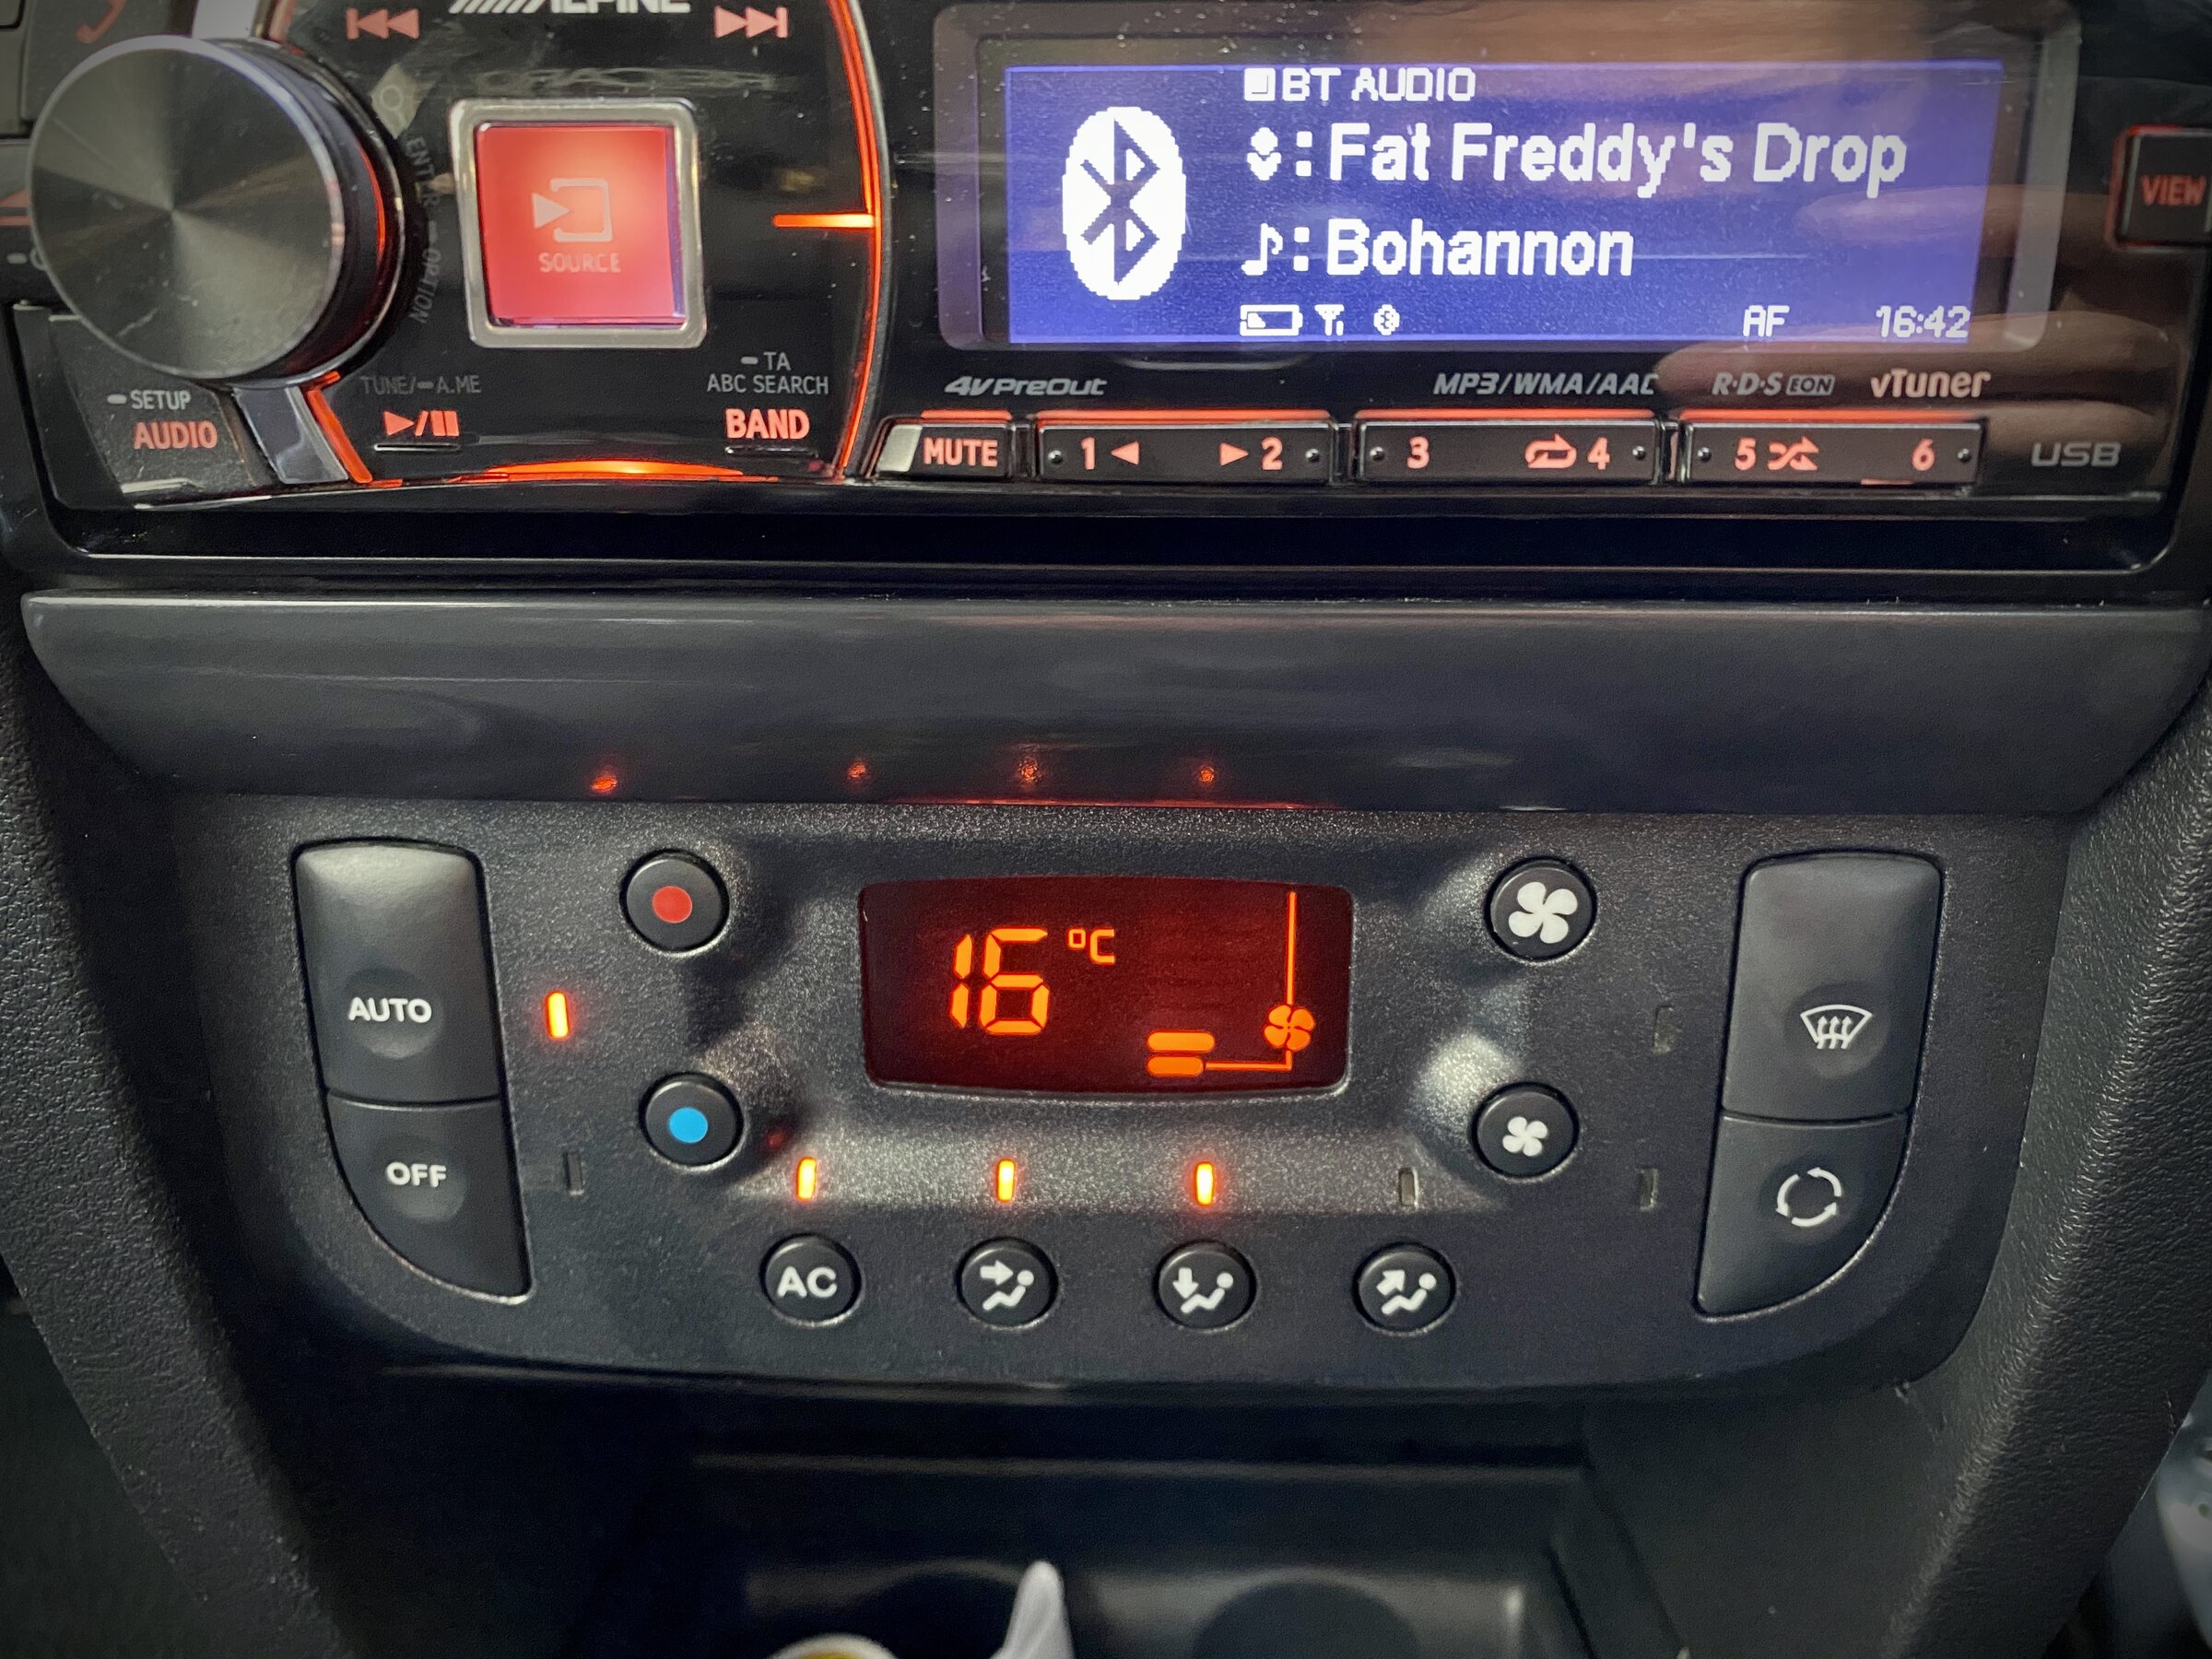 ALPINE
BT AUDIO
: Fat Freddy's Drop
: Bohannon
AF 16:42
VIEW
ENTER
OPTION
SOURCE
SETUP
AUDIO
TUNE/ A.ME
TA
ABC SEARCH
BAND
4V PreOut
MP3/WMA/AAC
R·D·S EON
vTuner
MUTE 1 2 3 4 5 6
USB
16 °C
AUTO
OFF
AC